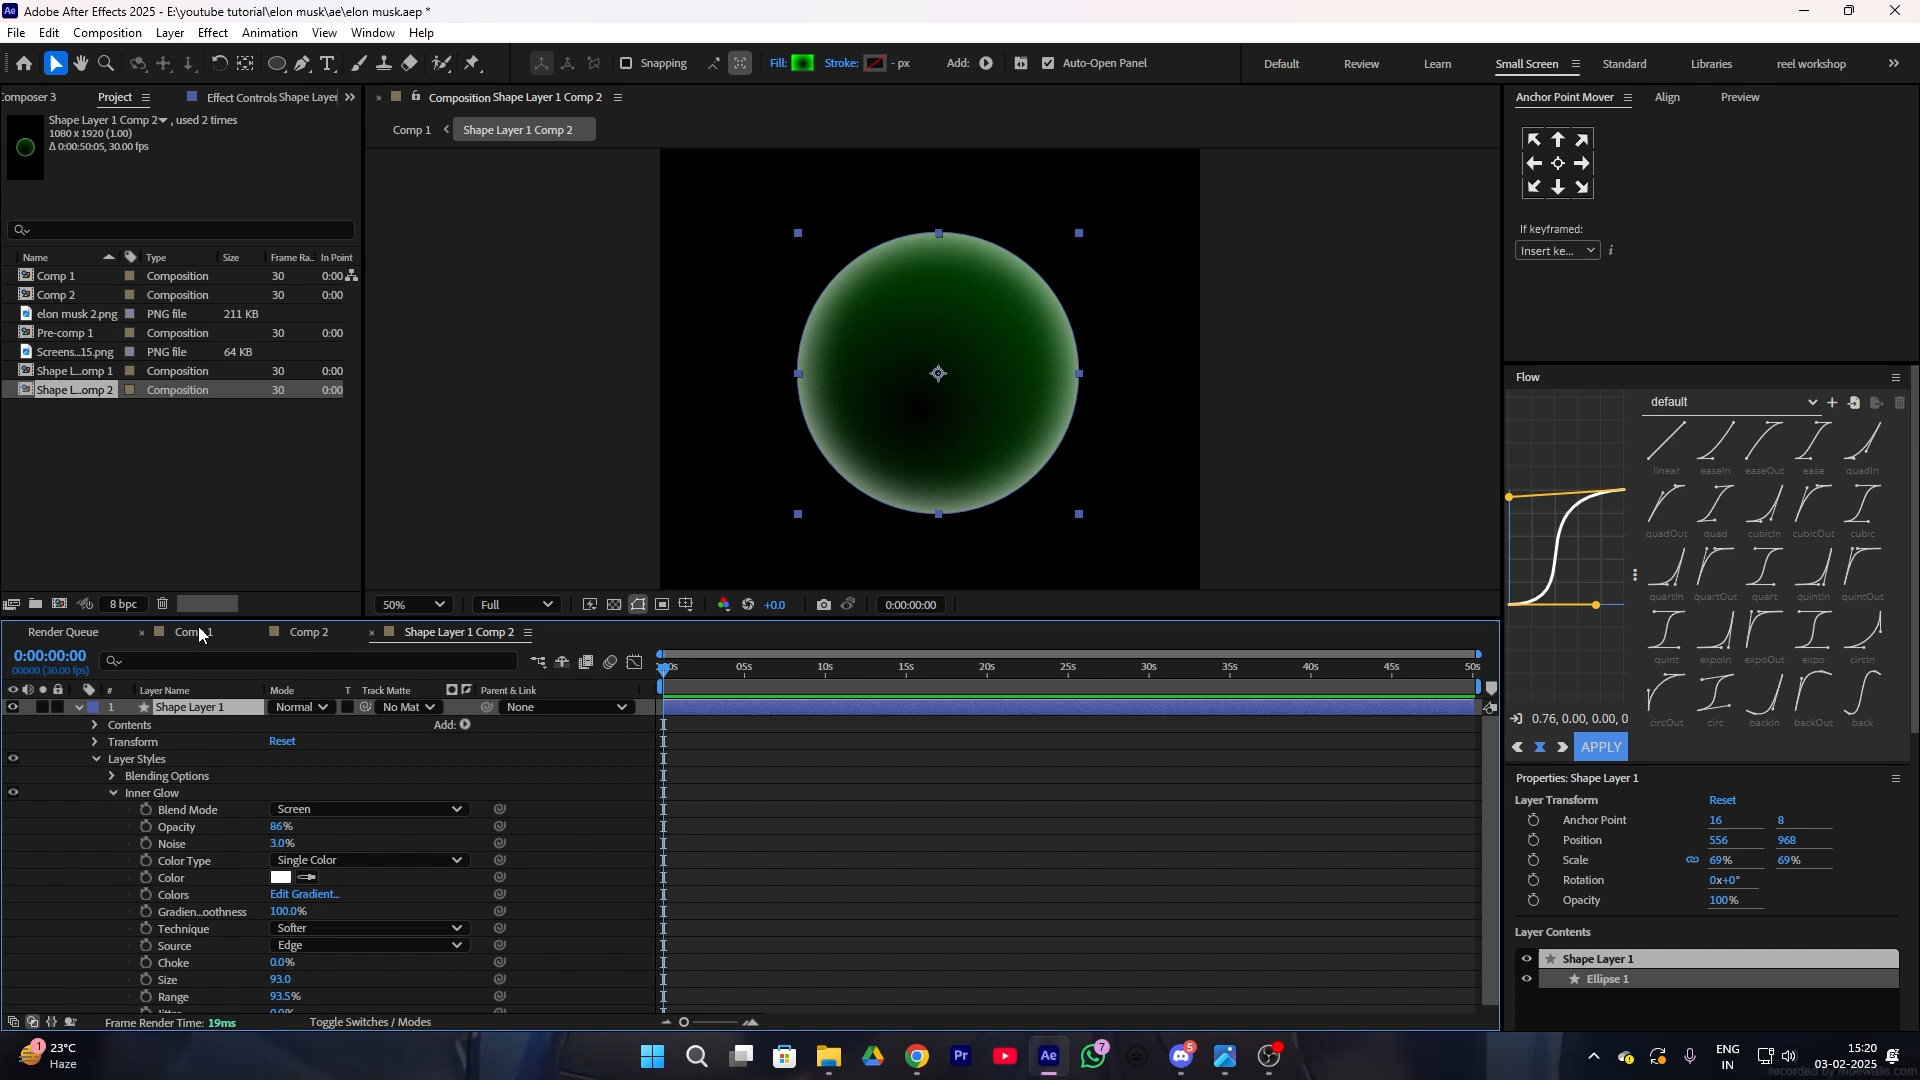 Adobe After Effects 2025 - E:\youtube tutorial\elon musk\ae\elon musk.aep *
File Edit Composition Layer Effect Animation View Window Help
Snapping Fill: Stroke: - px Add: Auto-Open Panel Default Review Learn Small Screen Standard Libraries reel workshop
omposer 3 Project Effect Controls Shape Layer
Composition Shape Layer 1 Comp 2
Anchor Point Mover Align Preview
Shape Layer 1 Comp 2, used 2 times
1080 x 1920 (1.00)
Δ 0:00:50:05, 30.00 fps
Comp 1 Shape Layer 1 Comp 2
If keyframed:
Insert ke...
Name Type Size Frame Ra.. In Point
Comp 1 Composition 30 0:00
Comp 2 Composition 30 0:00
elon musk 2.png PNG file 211 KB
Pre-comp 1 Composition 30 0:00
Screens...15.png PNG file 64 KB
Shape L...omp 1 Composition 30 0:00
Shape L...omp 2 Composition 30 0:00
8 bpc
50% Full +0.0 0:00:00:00
Flow
default
linear easeIn easeOut ease quadIn
quadOut quad cubicIn cubicOut cubic
quartIn quartOut quart quintIn quintOut
quint expoIn expoOut expo circIn
circOut circ backIn backOut back
0.76, 0.00, 0.00, 0
APPLY
Render Queue Comp 1 Comp 2 Shape Layer 1 Comp 2
0:00:00:00
00000 (30.00 fps)
05s 10s 15s 20s 25s 30s 35s 40s 45s 50s
# Layer Name Mode T Track Matte Parent & Link
1 Shape Layer 1 Normal No Mat None
Contents Add:
Transform Reset
Layer Styles
Blending Options
Inner Glow
Blend Mode Screen
Opacity 86%
Noise 3.0%
Color Type Single Color
Color
Colors Edit Gradient...
Gradien...oothness 100.0%
Technique Softer
Source Edge
Choke 0.0%
Size 93.0
Range 93.5%
Frame Render Time: 19ms Toggle Switches / Modes
Properties: Shape Layer 1
Layer Transform Reset
Anchor Point 16 8
Position 556 968
Scale 69% 69%
Rotation 0x+0°
Opacity 100%
Layer Contents
Shape Layer 1
Ellipse 1
1 23°C
Haze
Pr Ae 7 5
ENG
IN
15:20
03-02-2025